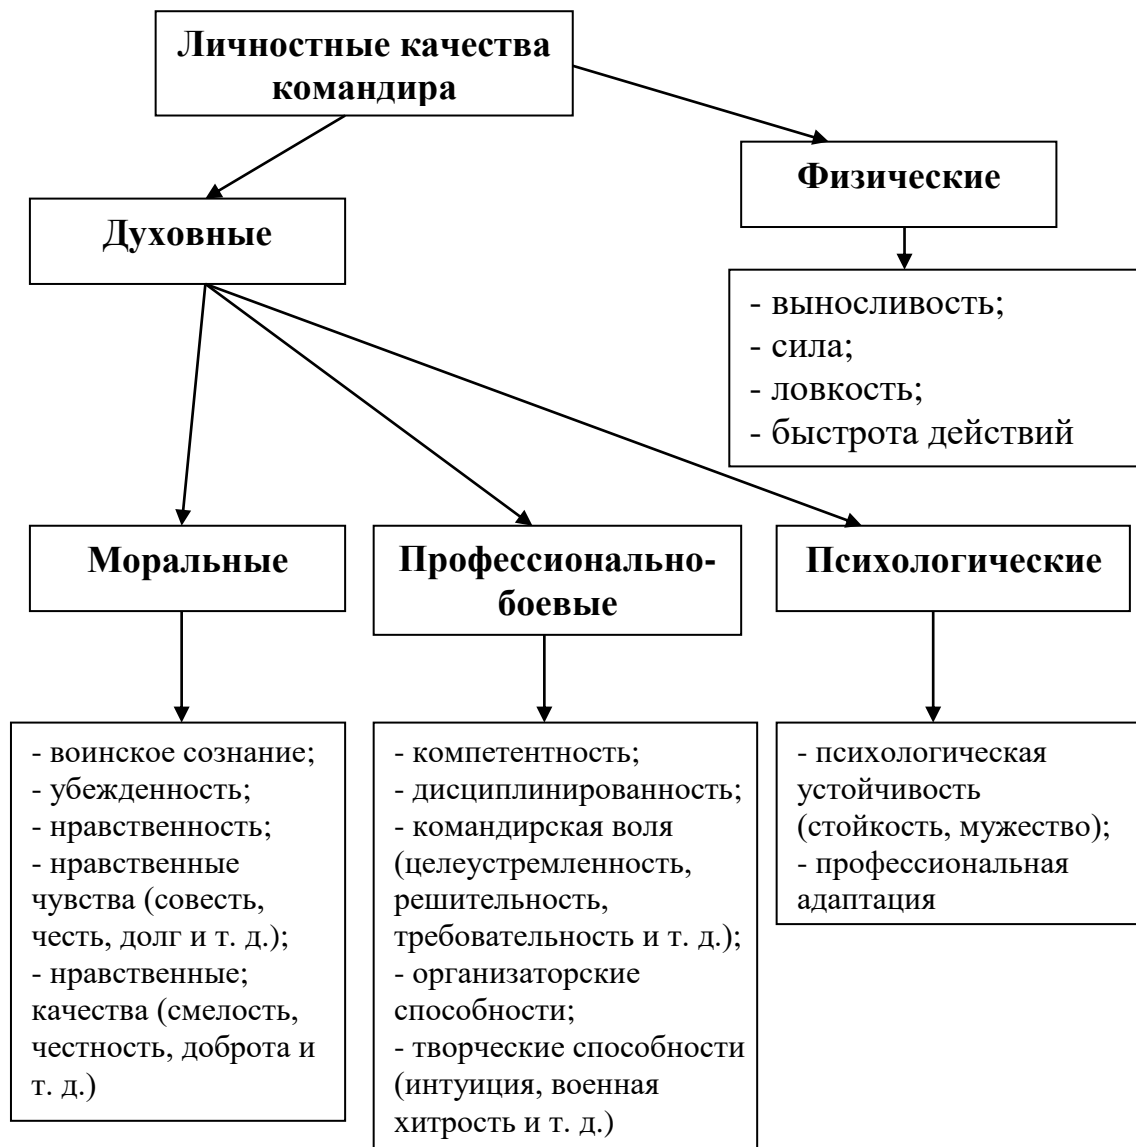 Личностные качества
командира
Физические
Духовные
- выносливость;
- сила;
- ловкость;
- быстрота действий
Моральные
Профессионально-
боевые
Психологические
- воинское сознание;
- убежденность;
- нравственность;
- нравственные
чувства (совесть,
честь, долг и т. д.);
- нравственные;
качества (смелость,
честность, доброта и
т. д.)
- компетентность;
- дисциплинированность;
- командирская воля
(целеустремленность,
решительность,
требовательность и т. д.);
- организаторские
способности;
- творческие способности
(интуиция, военная
хитрость и т. д.)
- психологическая
устойчивость
(стойкость, мужество);
- профессиональная
адаптация